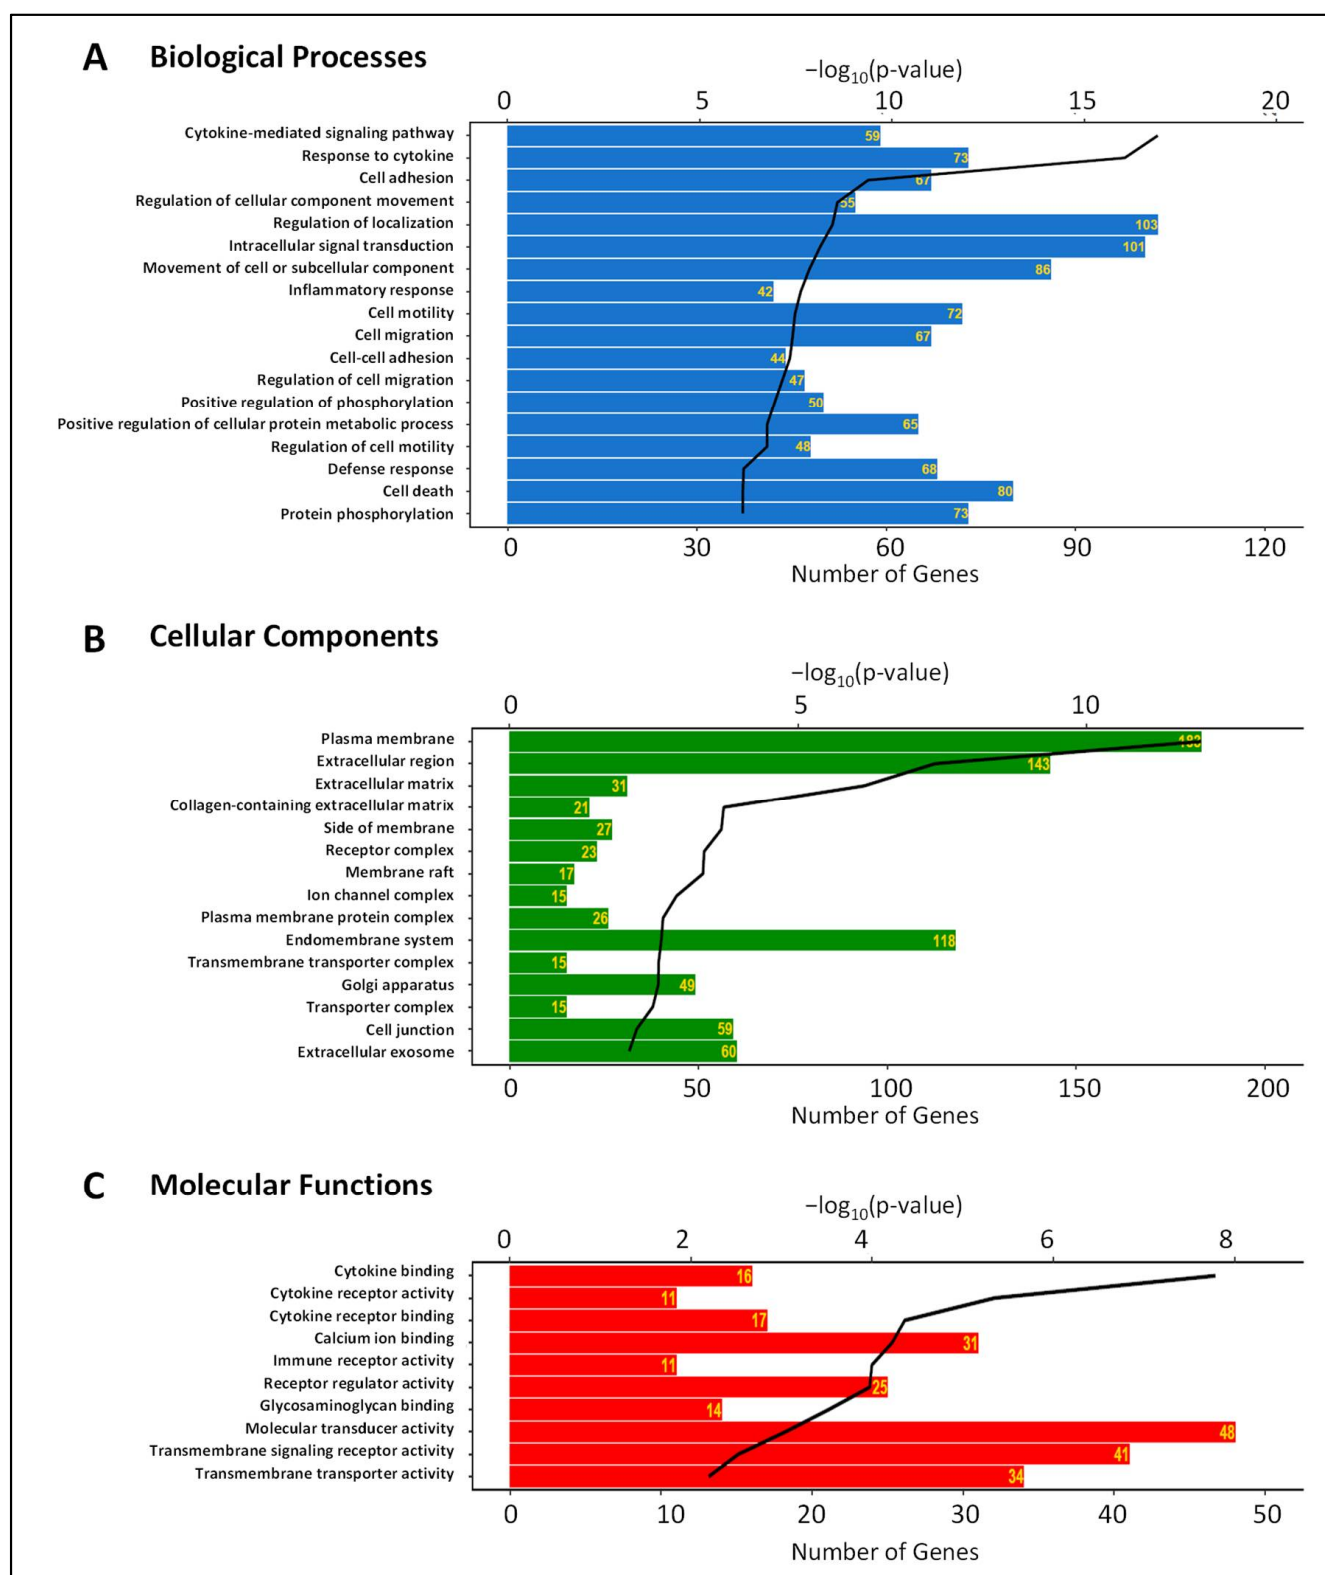 A Biological Processes
−log10(p-value)
0 5 10 15 20
Cytokine-mediated signaling pathway 59
Response to cytokine 73
Cell adhesion 67
Regulation of cellular component movement 55
Regulation of localization 103
Intracellular signal transduction 101
Movement of cell or subcellular component 86
Inflammatory response 42
Cell motility 72
Cell migration 67
Cell-cell adhesion 44
Regulation of cell migration 47
Positive regulation of phosphorylation 50
Positive regulation of cellular protein metabolic process 65
Regulation of cell motility 48
Defense response 68
Cell death 80
Protein phosphorylation 73
0 30 60 90 120
Number of Genes
B Cellular Components
−log10(p-value)
0 5 10
Plasma membrane 183
Extracellular region 143
Extracellular matrix 31
Collagen-containing extracellular matrix 21
Side of membrane 27
Receptor complex 23
Membrane raft 17
Ion channel complex 15
Plasma membrane protein complex 26
Endomembrane system 118
Transmembrane transporter complex 15
Golgi apparatus 49
Transporter complex 15
Cell junction 59
Extracellular exosome 60
0 50 100 150 200
Number of Genes
C Molecular Functions
−log10(p-value)
0 2 4 6 8
Cytokine binding 16
Cytokine receptor activity 11
Cytokine receptor binding 17
Calcium ion binding 31
Immune receptor activity 11
Receptor regulator activity 25
Glycosaminoglycan binding 14
Molecular transducer activity 48
Transmembrane signaling receptor activity 41
Transmembrane transporter activity 34
0 10 20 30 40 50
Number of Genes